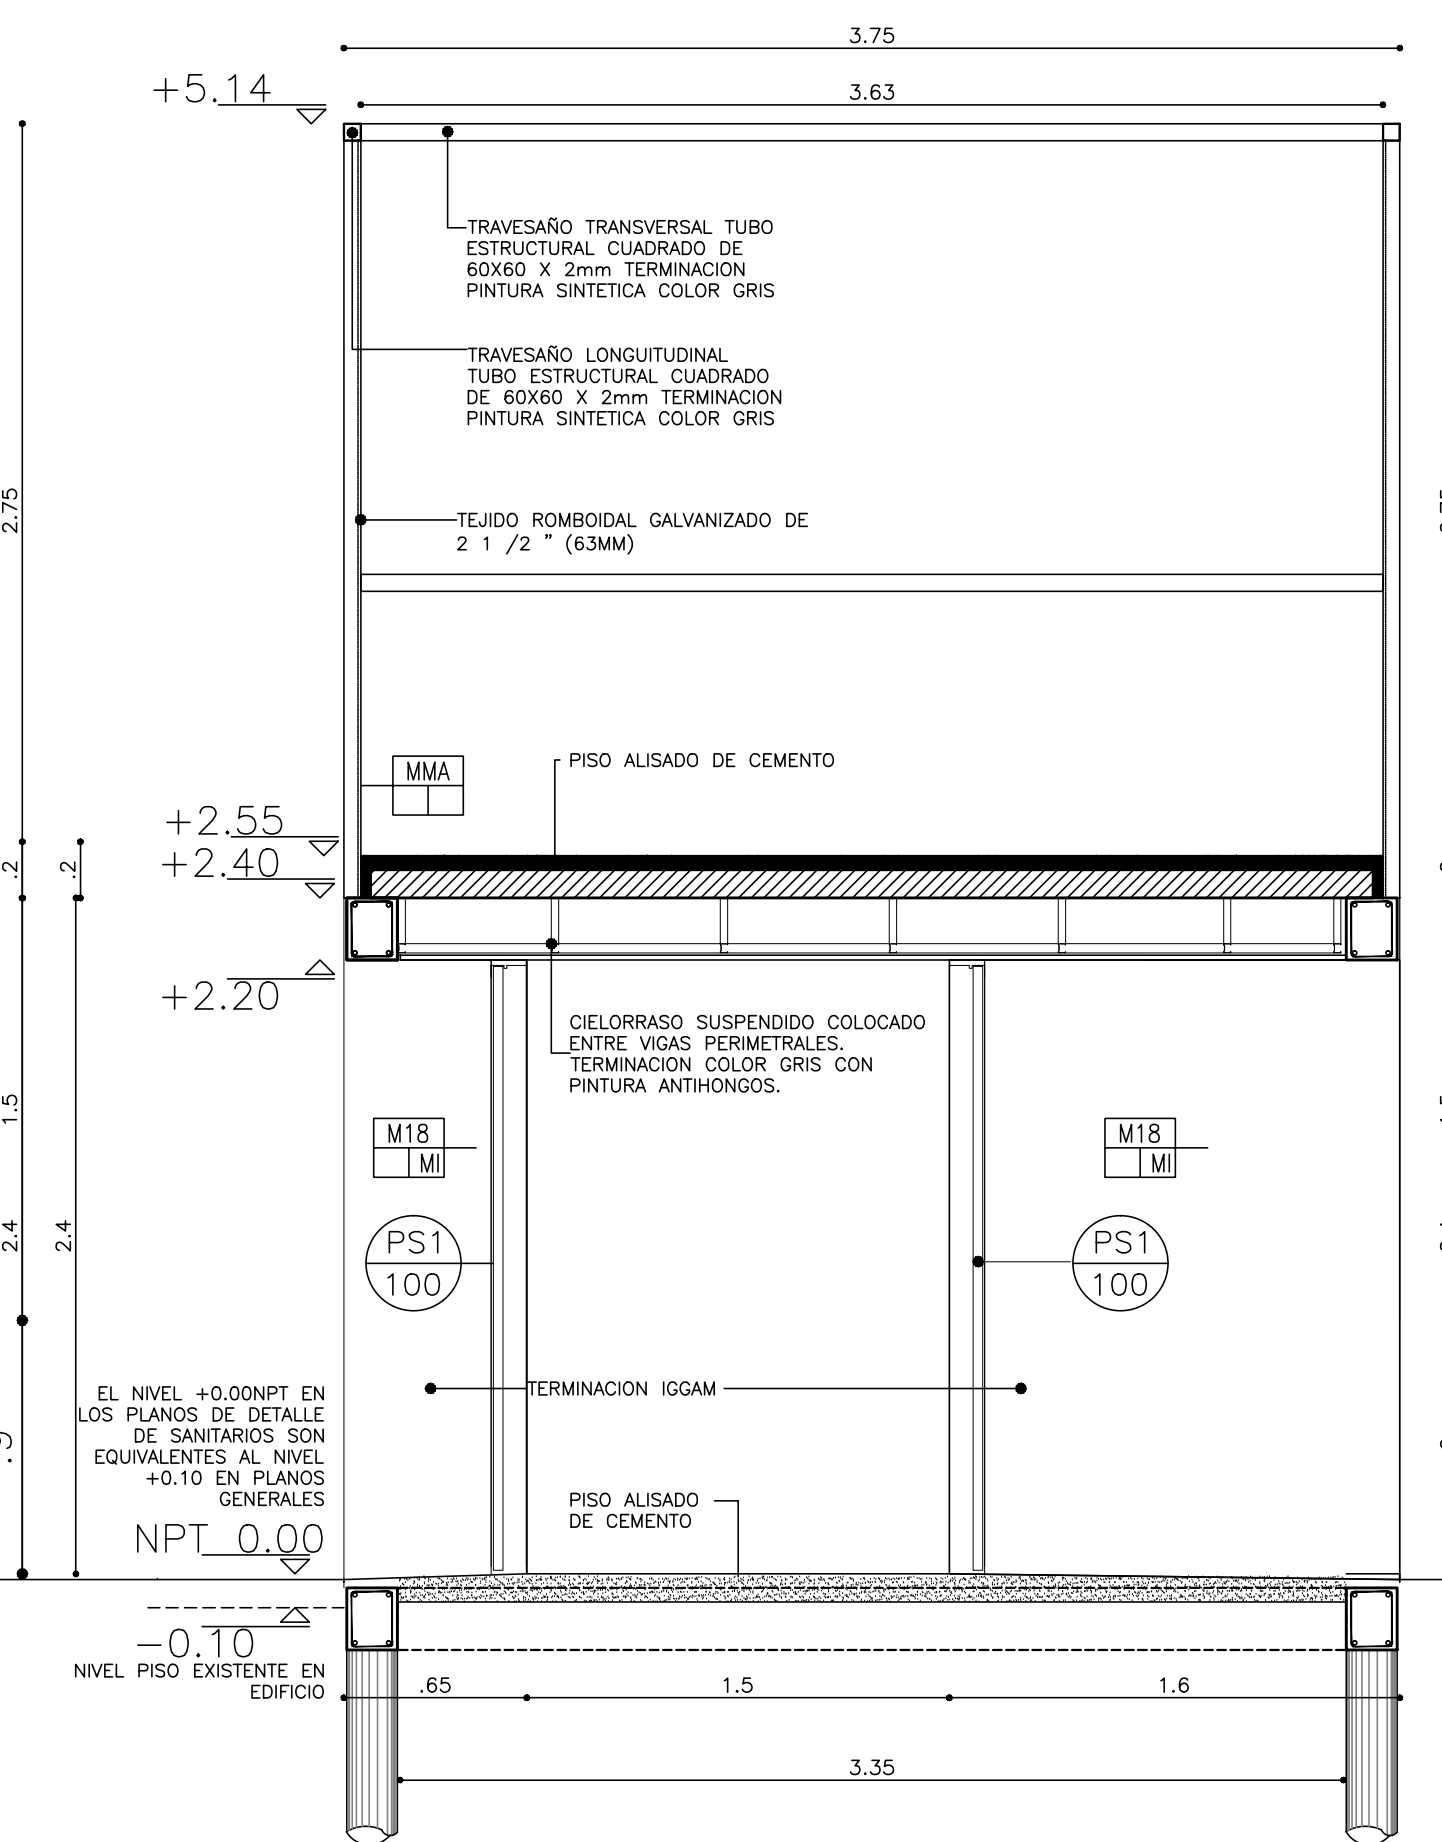 3.75
+5.14
3.63
TRAVESAÑO TRANSVERSAL TUBO
ESTRUCTURAL CUADRADO DE
60X60 X 2mm TERMINACION
PINTURA SINTETICA COLOR GRIS
TRAVESAÑO LONGUITUDINAL
TUBO ESTRUCTURAL CUADRADO
DE 60X60 X 2mm TERMINACION
PINTURA SINTETICA COLOR GRIS
2.75
TEJIDO ROMBOIDAL GALVANIZADO DE
2 1 /2 " (63MM)
MMA
PISO ALISADO DE CEMENTO
+2.55
+2.40
.2
.2
+2.20
CIELORRASO SUSPENDIDO COLOCADO
ENTRE VIGAS PERIMETRALES.
TERMINACION COLOR GRIS CON
PINTURA ANTIHONGOS.
1.5
M18
MI
M18
MI
2.4
2.4
PS1
100
PS1
100
TERMINACION IGGAM
EL NIVEL +0.00NPT EN
LOS PLANOS DE DETALLE
DE SANITARIOS SON
EQUIVALENTES AL NIVEL
+0.10 EN PLANOS
GENERALES
.9
PISO ALISADO
DE CEMENTO
NPT 0.00
-0.10
NIVEL PISO EXISTENTE EN
EDIFICIO
.65
1.5
1.6
3.35